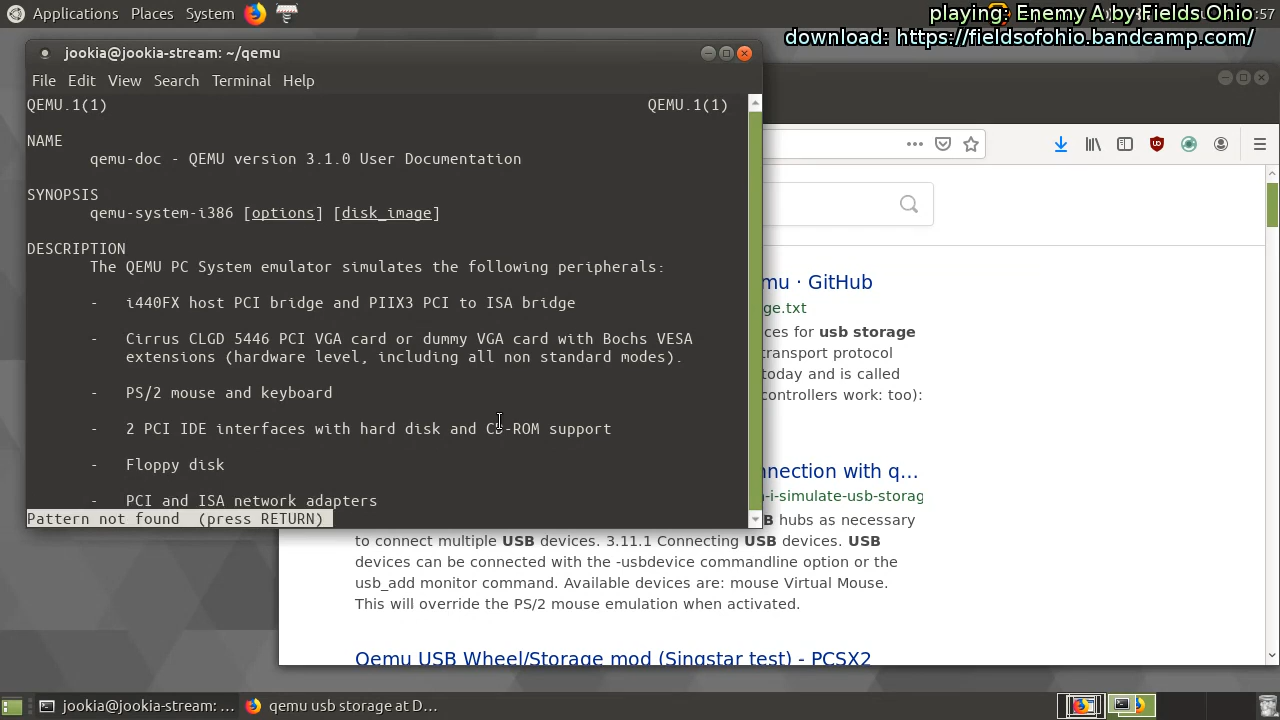 Applications Places System
playing: Enemy A by Fields Ohio
:57
download: https://fieldsofohio.bandcamp.com/
jookia@jookia-stream: ~/qemu
File Edit View Search Terminal Help
QEMU.1(1) QEMU.1(1)
NAME
qemu-doc - QEMU version 3.1.0 User Documentation
SYNOPSIS
qemu-system-i386 [options] [disk_image]
DESCRIPTION
The QEMU PC System emulator simulates the following peripherals:
- i440FX host PCI bridge and PIIX3 PCI to ISA bridge
- Cirrus CLGD 5446 PCI VGA card or dummy VGA card with Bochs VESA
extensions (hardware level, including all non standard modes).
- PS/2 mouse and keyboard
- 2 PCI IDE interfaces with hard disk and CD-ROM support
- Floppy disk
- PCI and ISA network adapters
Pattern not found (press RETURN)
mu · GitHub
ge.txt
ces for usb storage
transport protocol
today and is called
controllers work: too):
nnection with q...
-i-simulate-usb-storag
B hubs as necessary
to connect multiple USB devices. 3.11.1 Connecting USB devices. USB
devices can be connected with the -usbdevice commandline option or the
usb_add monitor command. Available devices are: mouse Virtual Mouse.
This will override the PS/2 mouse emulation when activated.
Qemu USB Wheel/Storage mod (Singstar test) - PCSX2
jookia@jookia-stream: ...
qemu usb storage at D...